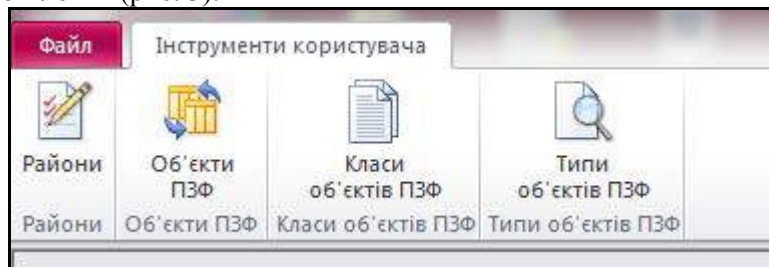 Файл Інструменти користувача
Райони Об'єкти ПЗФ Класи об'єктів ПЗФ Типи об'єктів ПЗФ
Райони Об'єкти ПЗФ Класи об'єктів ПЗФ Типи об'єктів ПЗФ